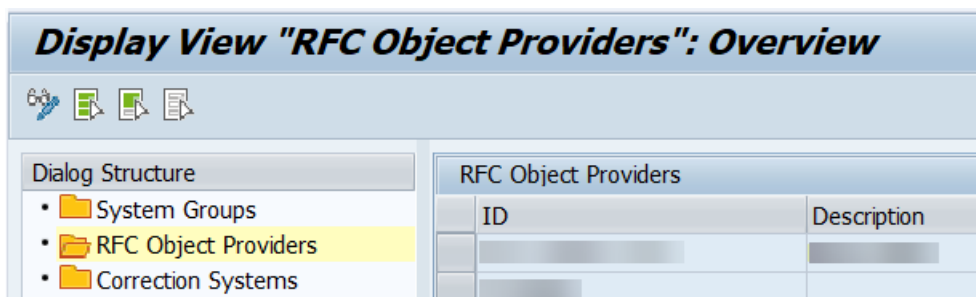 Display View "RFC Object Providers": Overview
Dialog Structure
System Groups
RFC Object Providers
Correction Systems
RFC Object Providers
ID Description